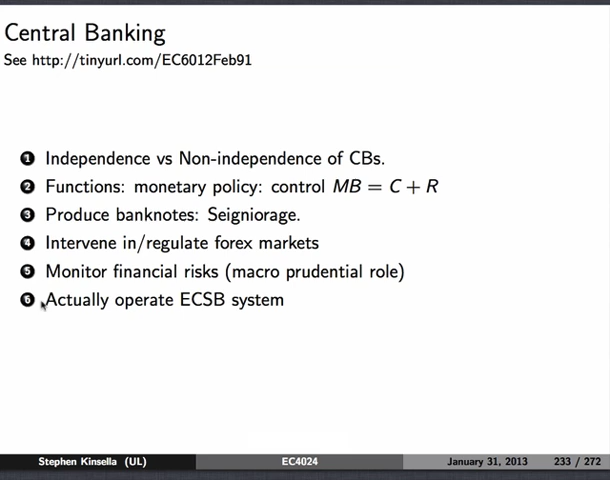 Central Banking
See http://tinyurl.com/EC6012Feb91
1 Independence vs Non-independence of CBs.
2 Functions: monetary policy: control MB = C + R
3 Produce banknotes: Seigniorage.
4 Intervene in/regulate forex markets
5 Monitor financial risks (macro prudential role)
6 Actually operate ECSB system
Stephen Kinsella (UL) EC4024 January 31, 2013 233 / 272